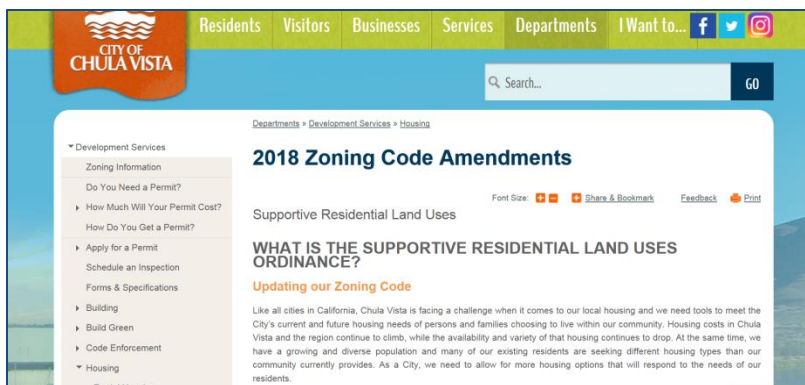 Residents Visitors Businesses Services Departments I Want to...
CITY OF
CHULA VISTA
Search...
GO
Departments » Development Services » Housing
Development Services
Zoning Information
Do You Need a Permit?
How Much Will Your Permit Cost?
How Do You Get a Permit?
Apply for a Permit
Schedule an Inspection
Forms & Specifications
Building
Build Green
Code Enforcement
Housing
2018 Zoning Code Amendments
Font Size: Share & Bookmark Feedback Print
Supportive Residential Land Uses
WHAT IS THE SUPPORTIVE RESIDENTIAL LAND USES
ORDINANCE?
Updating our Zoning Code
Like all cities in California, Chula Vista is facing a challenge when it comes to our local housing and we need tools to meet the
City's current and future housing needs of persons and families choosing to live within our community. Housing costs in Chula
Vista and the region continue to climb, while the availability and variety of that housing continues to drop. At the same time, we
have a growing and diverse population and many of our existing residents are seeking different housing types than our
community currently provides. As a City, we need to allow for more housing options that will respond to the needs of our
residents.